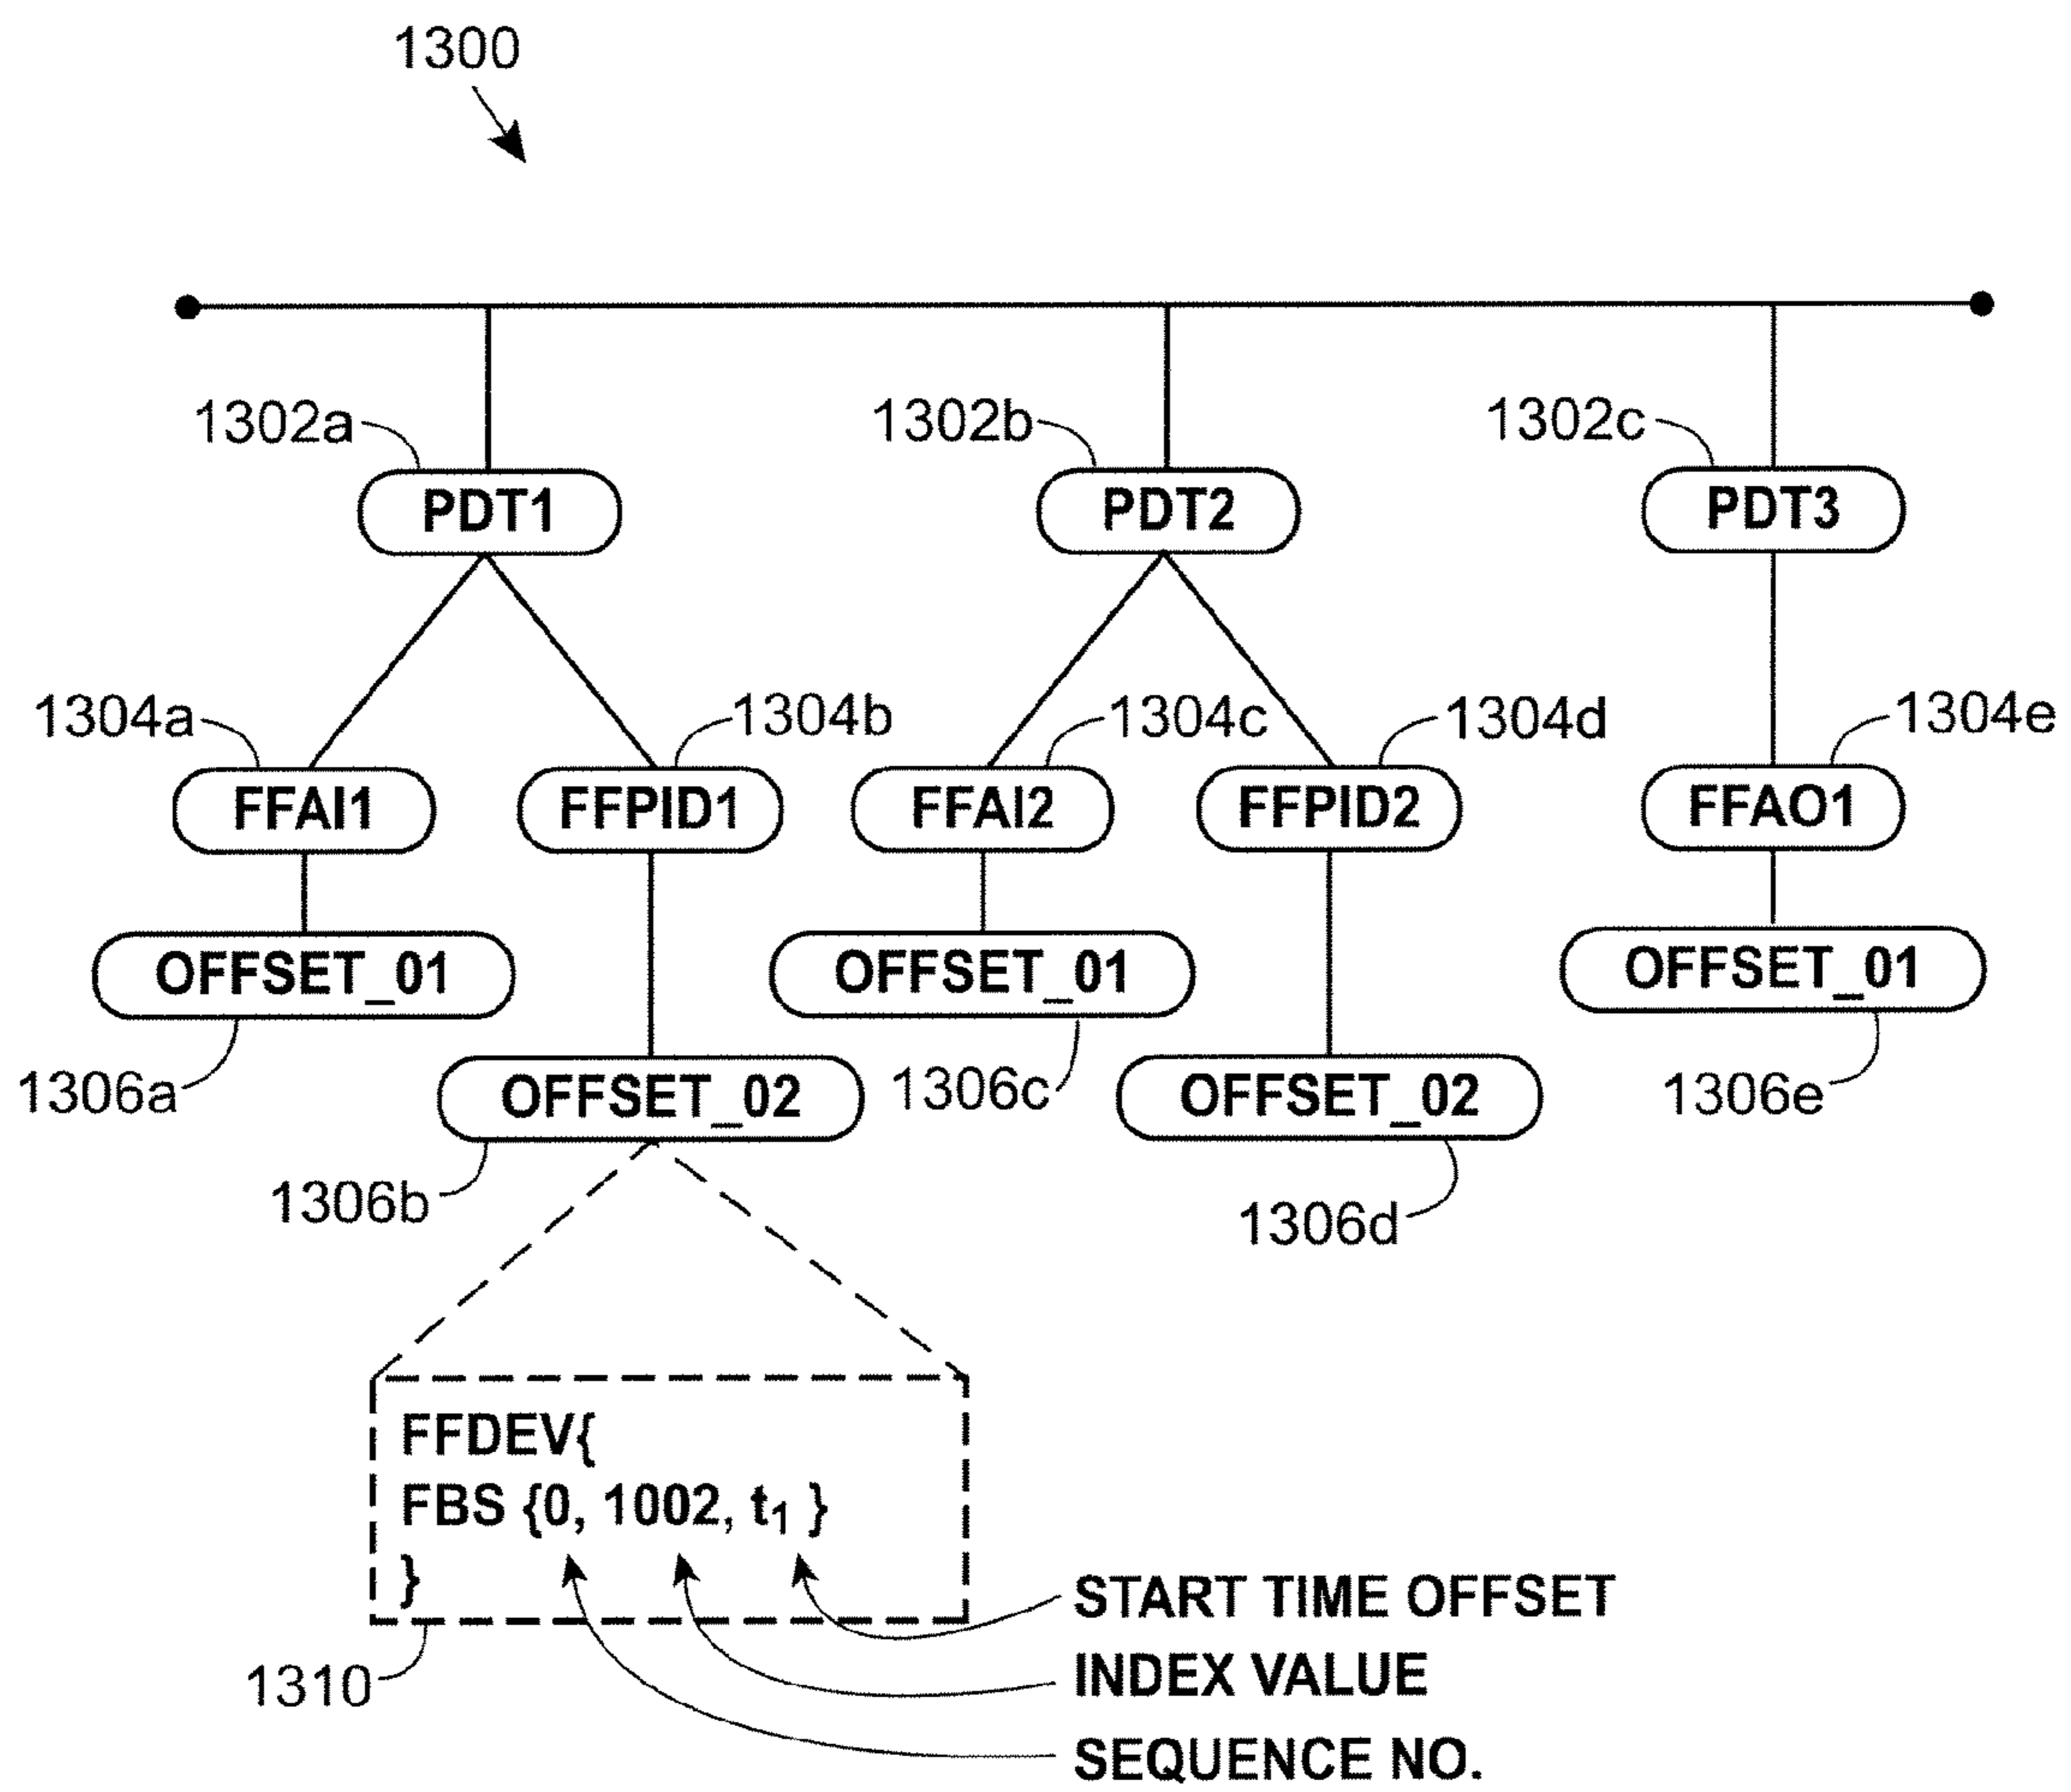 1300
1302a
1302b
1302c
PDT1
PDT2
PDT3
1304a
1304b
1304c
1304d
1304e
FFAI1
FFPID1
FFAI2
FFPID2
FFAO1
OFFSET_01
OFFSET_01
OFFSET_01
1306a
OFFSET_02
1306c
OFFSET_02
1306e
1306b
1306d
FFDEV{
FBS {0, 1002, t₁ }
}
START TIME OFFSET
1310
INDEX VALUE
SEQUENCE NO.